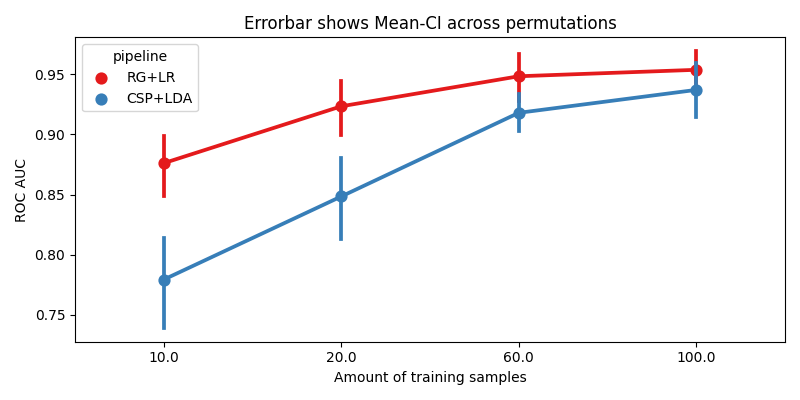 Errorbar shows Mean-CI across permutations
pipeline
RG+LR
CSP+LDA
ROC AUC
0.95
0.90
0.85
0.80
0.75
10.0
20.0
60.0
100.0
Amount of training samples